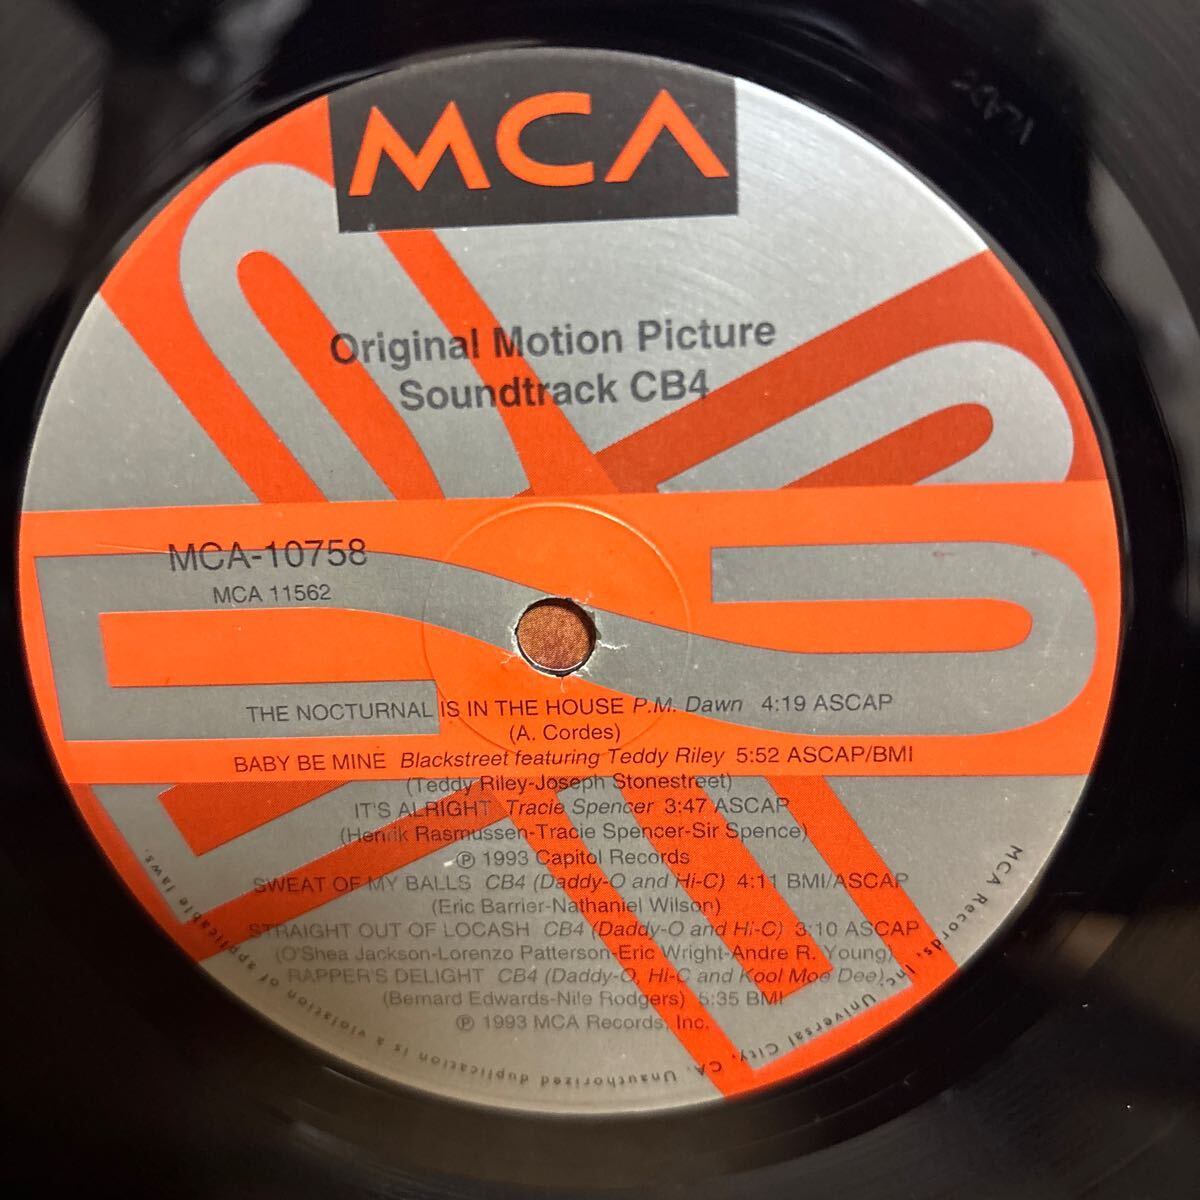 MCA
Original Motion Picture
Soundtrack CB4
MCA-10758
MCA 11562
THE NOCTURNAL IS IN THE HOUSE P.M. Dawn 4:19 ASCAP
(A. Cordes)
BABY BE MINE Blackstreet featuring Teddy Riley 5:52 ASCAP/BMI
(Teddy Riley-Joseph Stonestreet)
IT'S ALRIGHT Tracie Spencer 3:47 ASCAP
(Henrik Rasmussen-Tracie Spencer-Sir Spence)
Ⓟ 1993 Capitol Records
SWEAT OF MY BALLS CB4 (Daddy-O and Hi-C) 4:11 BMI/ASCAP
(Eric Barrier-Nathaniel Wilson)
STRAIGHT OUT OF LOCASH CB4 (Daddy-O and Hi-C) 3:10 ASCAP
(O'Shea Jackson-Lorenzo Patterson-Eric Wright-Andre R. Young)
RAPPER'S DELIGHT CB4 (Daddy-O, Hi-C and Kool Moe Dee)
(Bernard Edwards-Nile Rodgers) 5:35 BMI
Ⓟ 1993 MCA Records, Inc.
MCA Records, Inc., Universal City, CA. Unauthorized duplication is a violation of applicable laws.